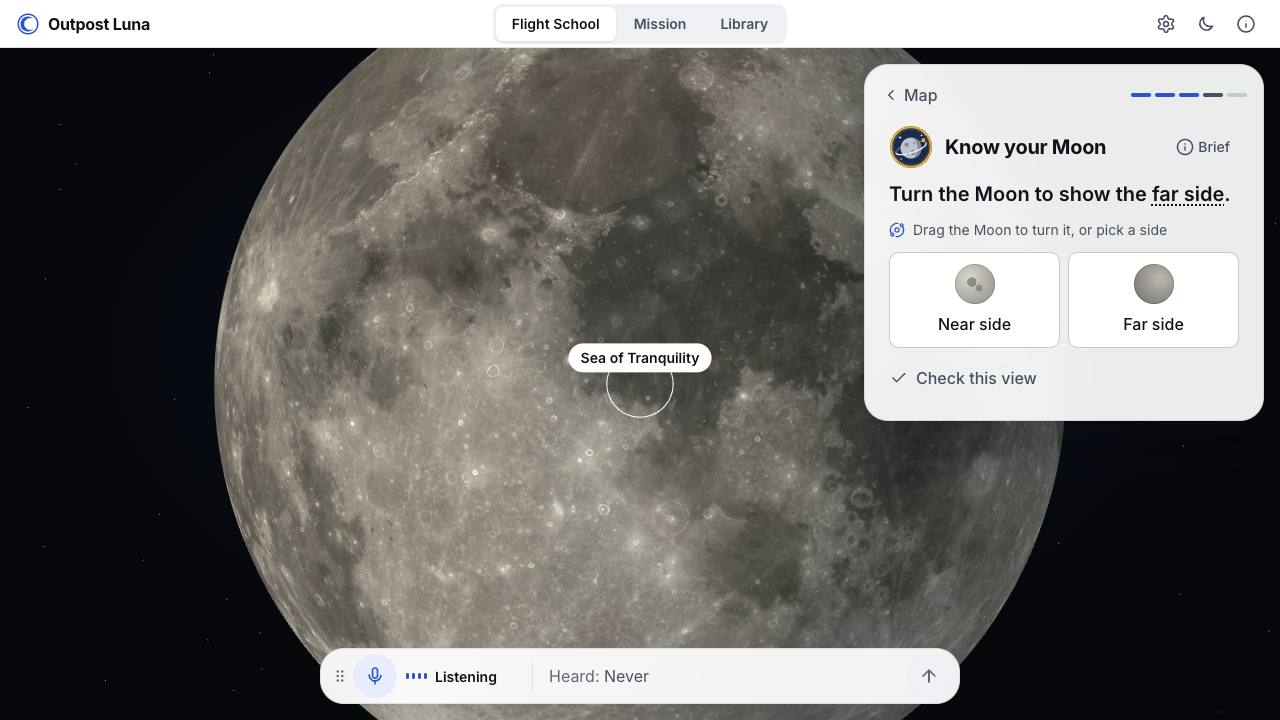 Outpost Luna
Flight School
Mission
Library
Map
Know your Moon
Brief
Turn the Moon to show the far side.
Drag the Moon to turn it, or pick a side
Near side
Far side
Check this view
Sea of Tranquility
Listening
Heard: Never